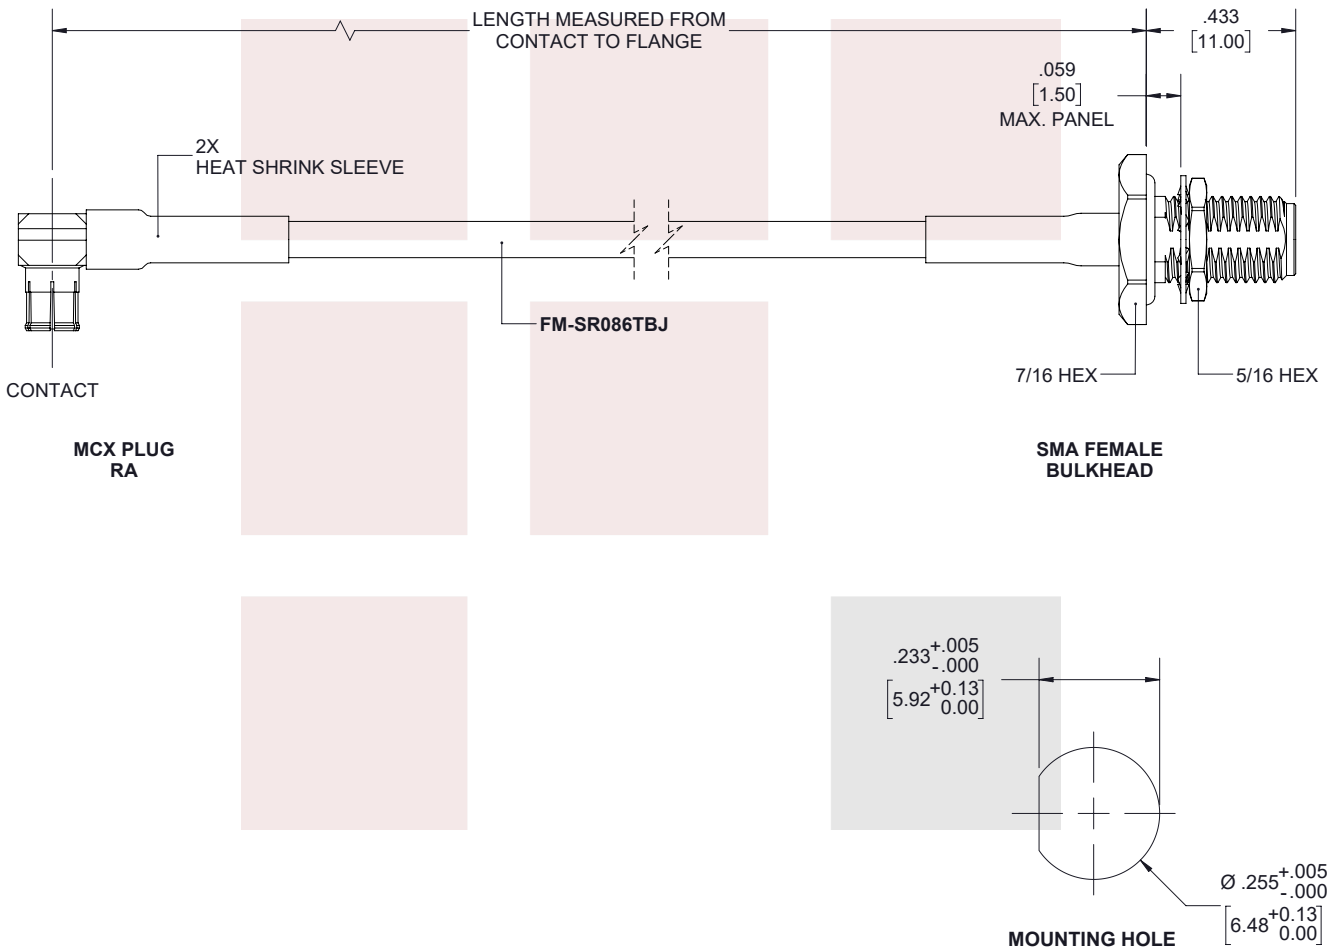 LENGTH MEASURED FROM
CONTACT TO FLANGE
.433
[11.00]
.059
[1.50]
MAX. PANEL
2X
HEAT SHRINK SLEEVE
FM-SR086TBJ
7/16 HEX
5/16 HEX
CONTACT
MCX PLUG
RA
SMA FEMALE
BULKHEAD
.233 +.005
-.000
[5.92 +0.13
0.00]
Ø .255 +.005
-.000
[6.48 +0.13
0.00]
MOUNTING HOLE